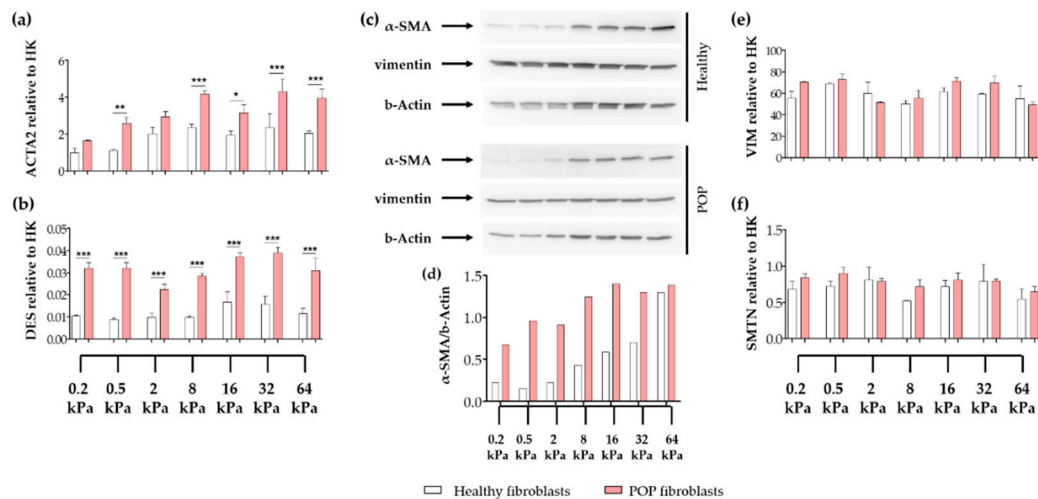 (a)
ACTA2 relative to HK
6
4
2
0
** *** * *** ***
(b)
DES relative to HK
0.05
0.04
0.03
0.02
0.01
0.00
*** *** *** *** *** *** ***
0.2 kPa
0.5 kPa
2 kPa
8 kPa
16 kPa
32 kPa
64 kPa
(c)
α-SMA
vimentin
b-Actin
Healthy
α-SMA
vimentin
b-Actin
POP
(d)
α-SMA/b-Actin
1.5
1.0
0.5
0.0
0.2 kPa
0.5 kPa
2 kPa
8 kPa
16 kPa
32 kPa
64 kPa
(e)
VIM relative to HK
100
80
60
40
20
0
(f)
SMTN relative to HK
1.5
1.0
0.5
0.0
0.2 kPa
0.5 kPa
2 kPa
8 kPa
16 kPa
32 kPa
64 kPa
Healthy fibroblasts
POP fibroblasts